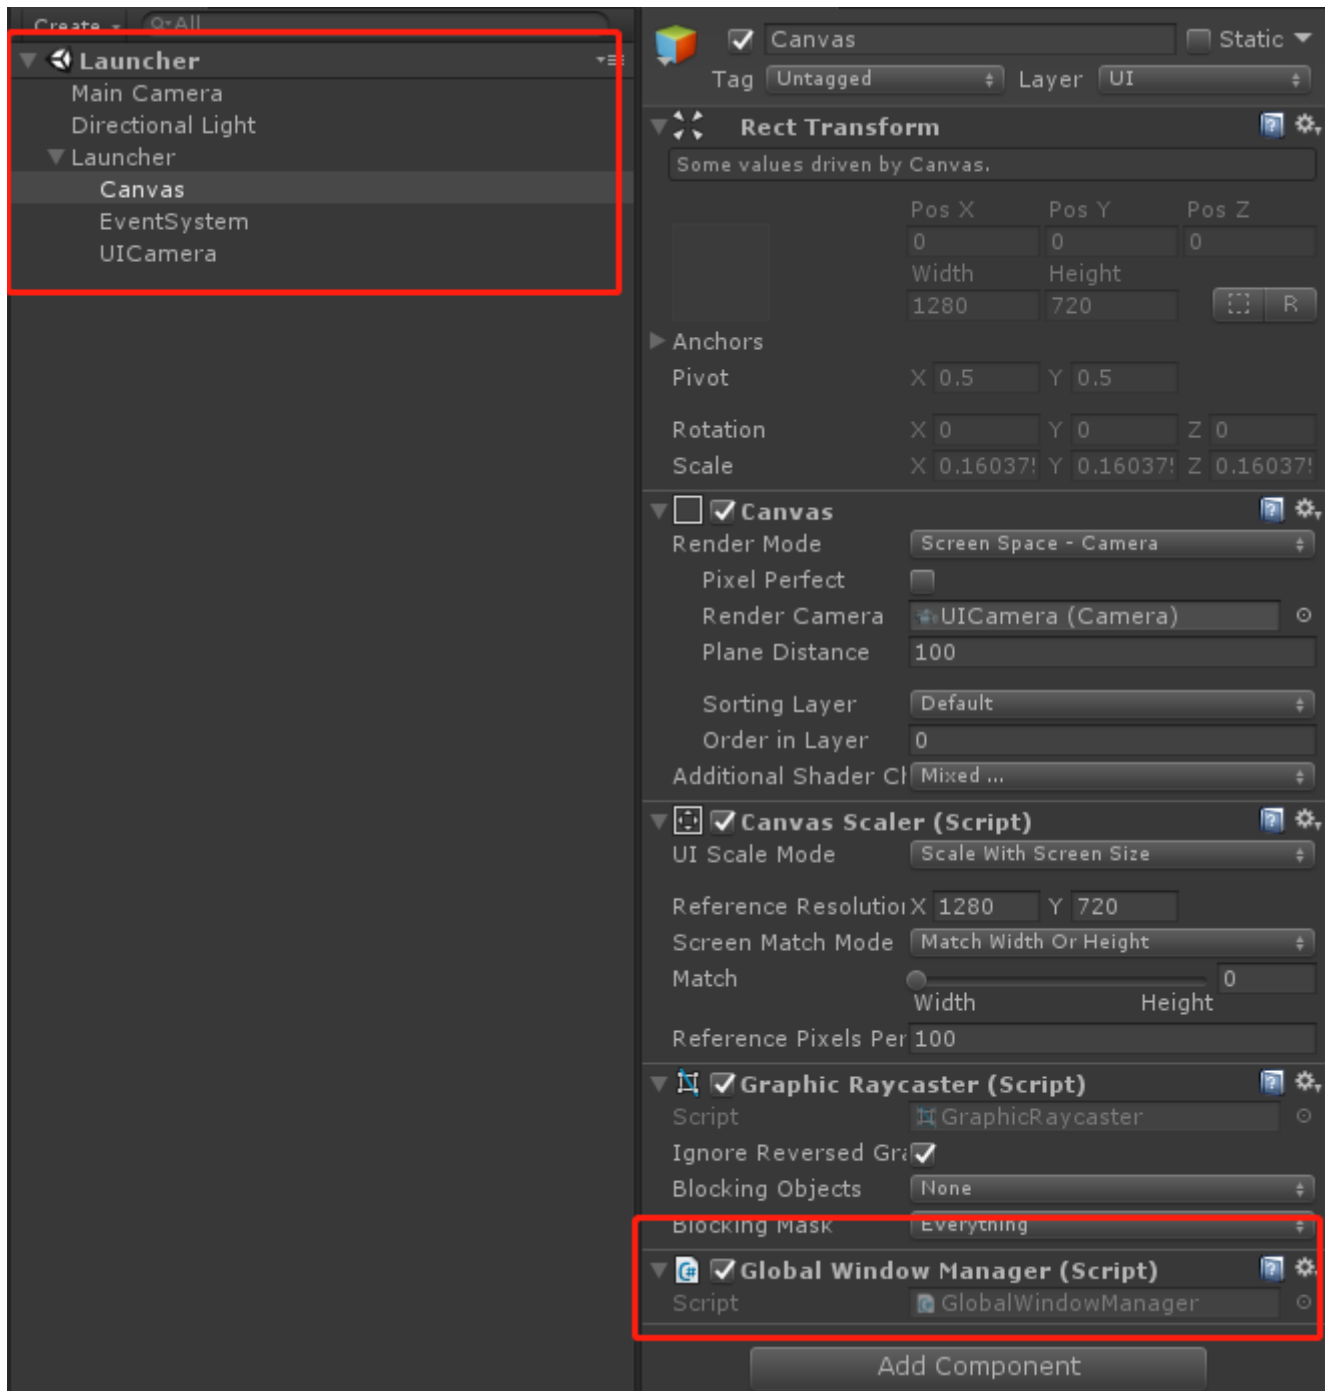 Create
All
Launcher
Main Camera
Directional Light
Launcher
Canvas
EventSystem
UICamera
Canvas
Static
Tag Untagged Layer UI
Rect Transform
Some values driven by Canvas.
Pos X Pos Y Pos Z
0 0 0
Width Height
1280 720
R
Anchors
Pivot X 0.5 Y 0.5
Rotation X 0 Y 0 Z 0
Scale X 0.16037 Y 0.16037 Z 0.16037
Canvas
Render Mode Screen Space - Camera
Pixel Perfect
Render Camera UICamera (Camera)
Plane Distance 100
Sorting Layer Default
Order in Layer 0
Additional Shader Ch Mixed ...
Canvas Scaler (Script)
UI Scale Mode Scale With Screen Size
Reference Resolution X 1280 Y 720
Screen Match Mode Match Width Or Height
Match 0
Width Height
Reference Pixels Per 100
Graphic Raycaster (Script)
Script GraphicRaycaster
Ignore Reversed Gra
Blocking Objects None
Blocking Mask Everything
Global Window Manager (Script)
Script GlobalWindowManager
Add Component